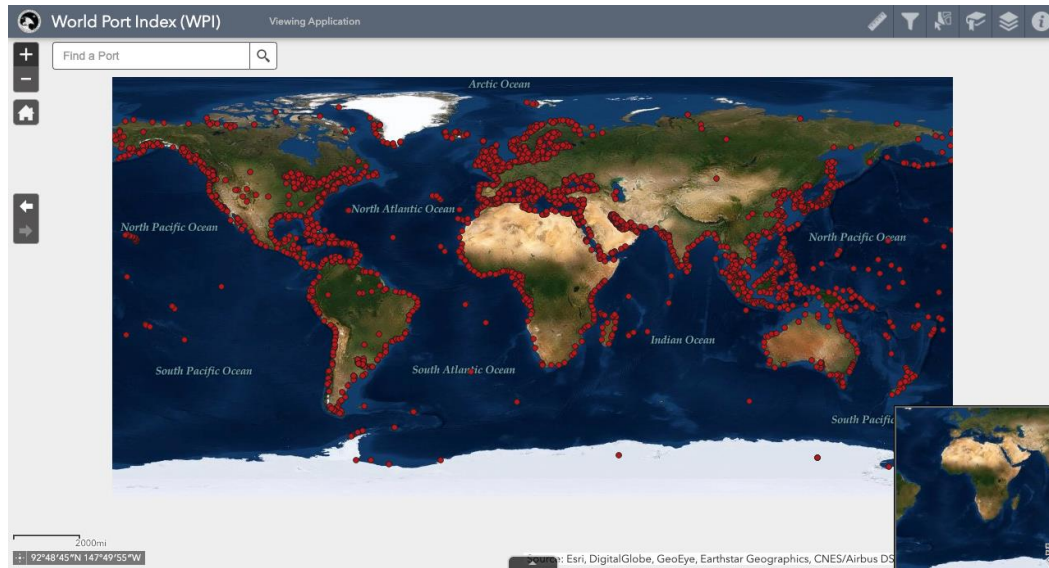 World Port Index (WPI) Viewing Application
Find a Port
Arctic Ocean
North Atlantic Ocean
North Pacific Ocean
North Pacific Ocean
Indian Ocean
South Pacific Ocean
South Atlantic Ocean
South Pacific
2000mi
92°48'45"N 147°49'55"W
Esri, DigitalGlobe, GeoEye, Earthstar Geographics, CNES/Airbus DS